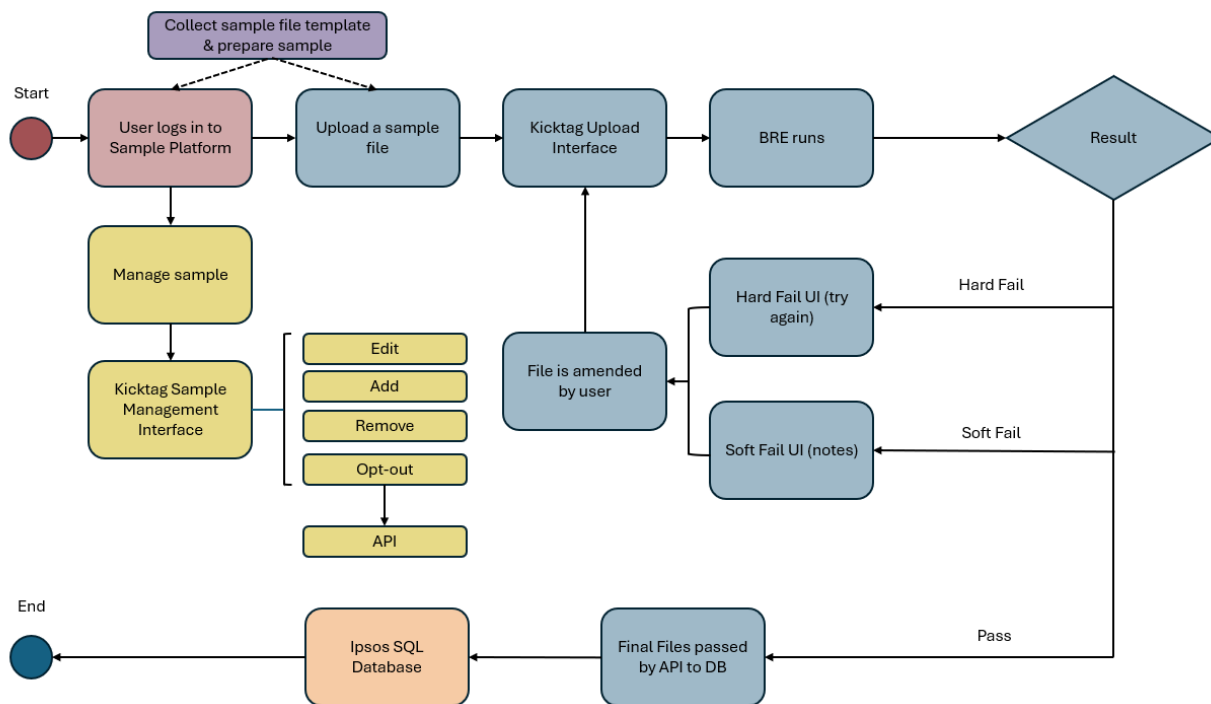 Collect sample file template
& prepare sample
Start
User logs in to
Sample Platform
Upload a sample
file
Kicktag Upload
Interface
BRE runs
Result
Manage sample
Hard Fail UI (try
again)
Hard Fail
File is amended
by user
Kicktag Sample
Management
Interface
Edit
Add
Remove
Opt-out
API
Soft Fail UI (notes)
Soft Fail
End
Ipsos SQL
Database
Final Files passed
by API to DB
Pass